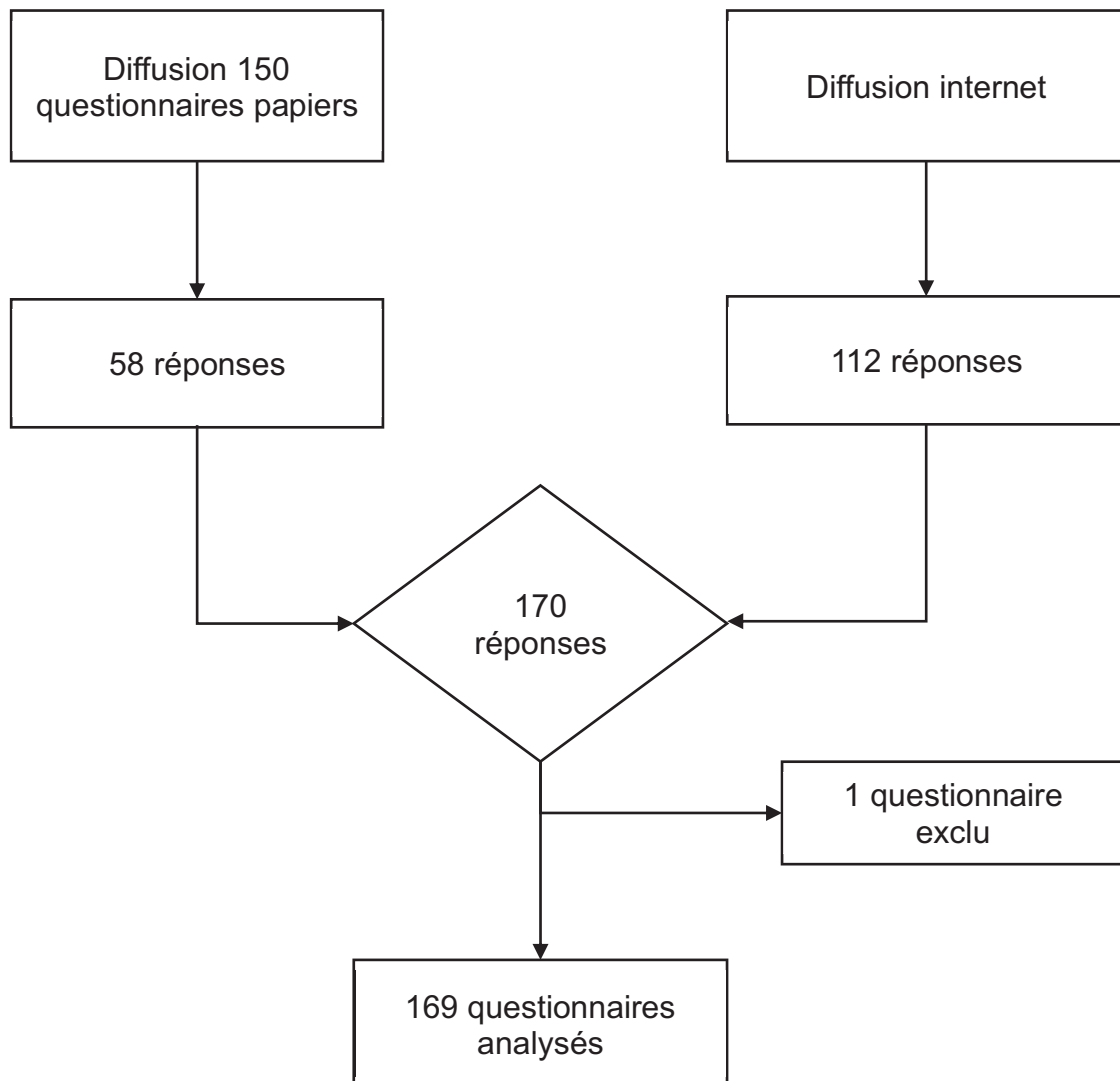 Diffusion 150
questionnaires papiers
Diffusion internet
58 réponses
112 réponses
170
réponses
1 questionnaire
exclu
169 questionnaires
analysés